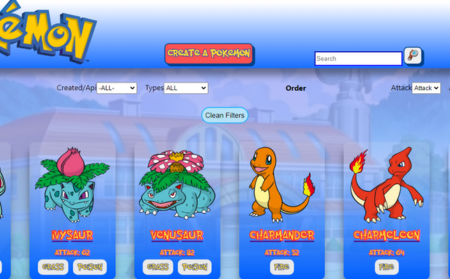 kéMON
CREATE A POKEMON
Search
Created/Api -ALL- Types ALL Order Attack Attack
Clean Filters
IVYSAUR VENUSAUR CHARMANDER CHARMELEON
ATTACK: 62 ATTACK: 82 ATTACK: 52 ATTACK: 64
GRASS POISON GRASS POISON FIRE FIRE